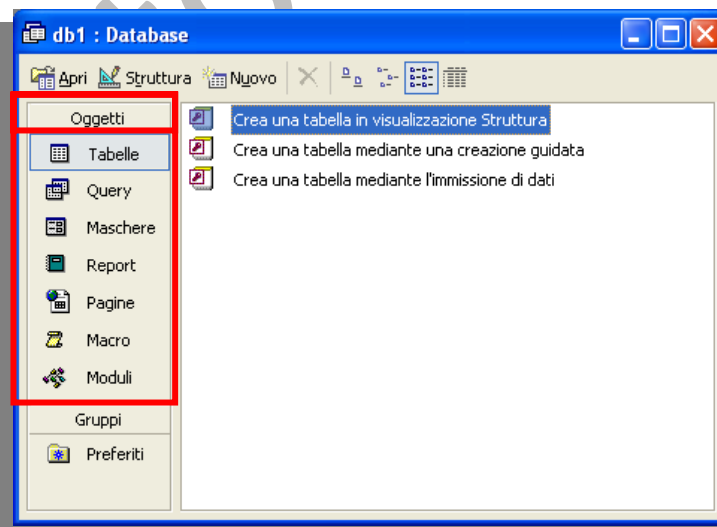 db1 : Database
Apri Struttura Nuovo
Oggetti
Tabelle
Query
Maschere
Report
Pagine
Macro
Moduli
Gruppi
Preferiti
Crea una tabella in visualizzazione Struttura
Crea una tabella mediante una creazione guidata
Crea una tabella mediante l'immissione di dati